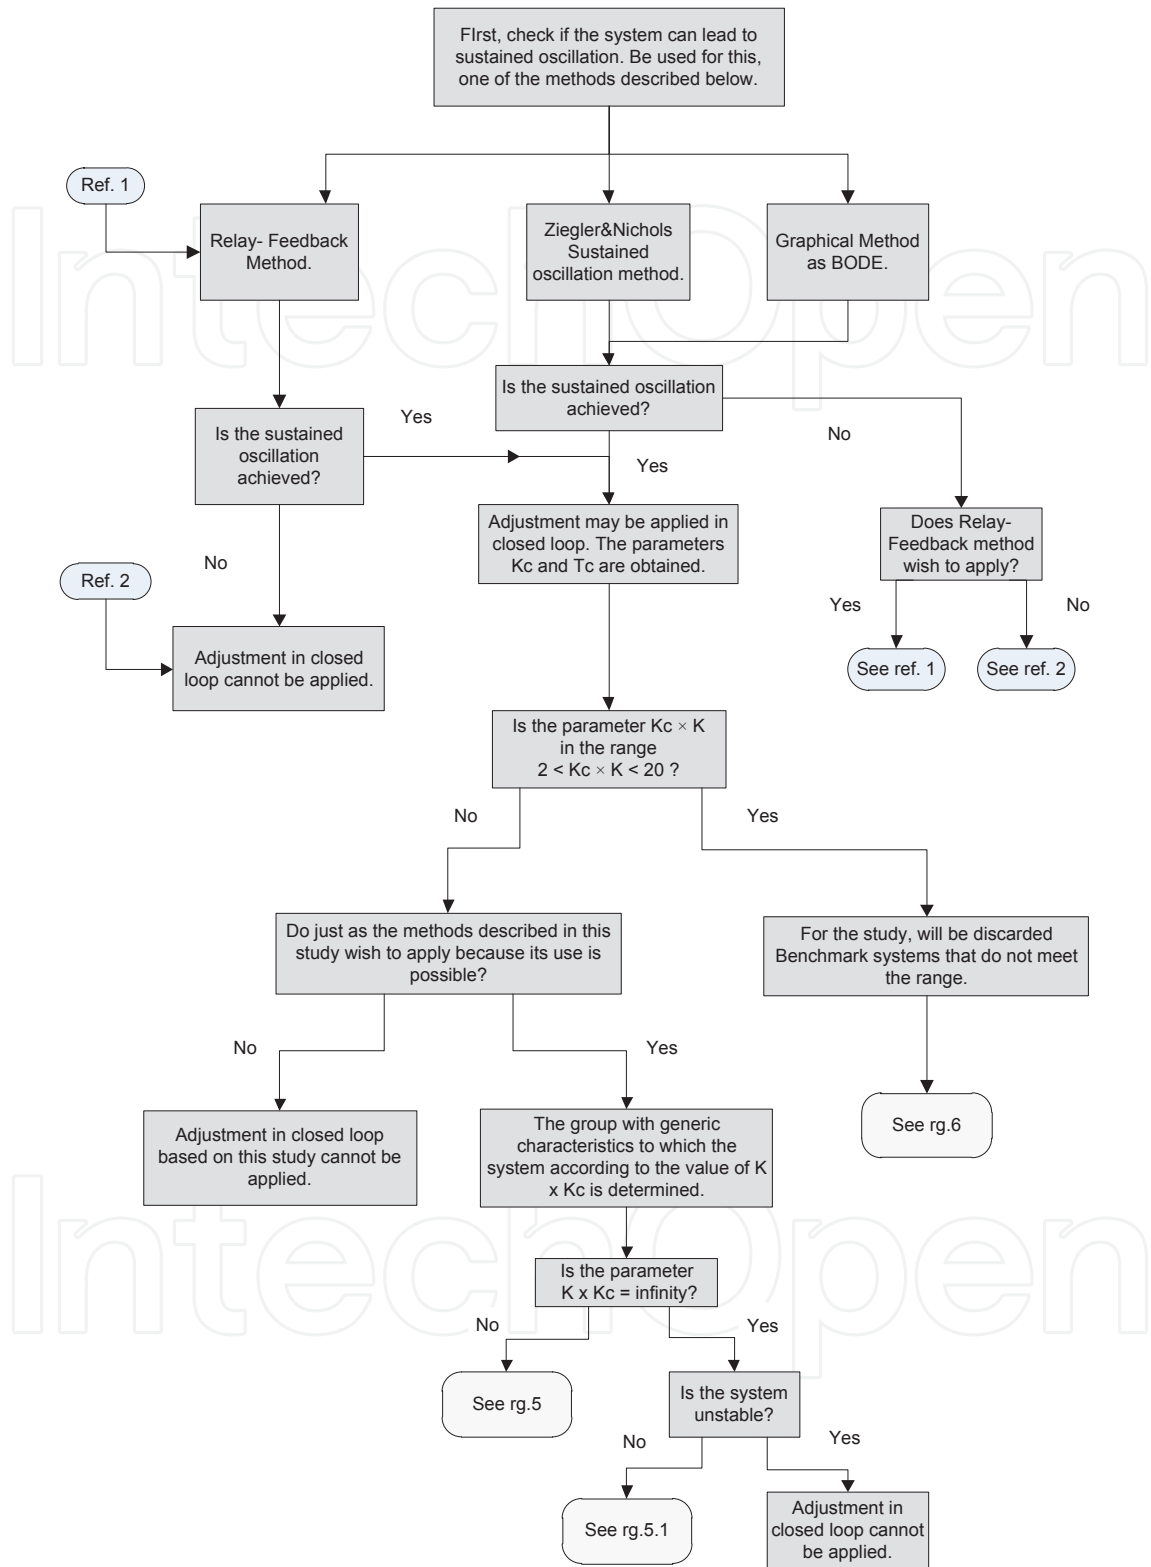 FIrst, check if the system can lead to
sustained oscillation. Be used for this,
one of the methods described below.
Ref. 1
Relay- Feedback
Method.
Ziegler&Nichols
Sustained
oscillation method.
Graphical Method
as BODE.
Is the sustained oscillation
achieved?
Yes
No
Is the sustained
oscillation
achieved?
Yes
Adjustment may be applied in
closed loop. The parameters
Kc and Tc are obtained.
Does Relay-
Feedback method
wish to apply?
No
Ref. 2
Yes
No
Adjustment in closed
loop cannot be applied.
See ref. 1
See ref. 2
Is the parameter Kc × K
in the range
2 < Kc × K < 20 ?
No
Yes
Do just as the methods described in this
study wish to apply because its use is
possible?
For the study, will be discarded
Benchmark systems that do not meet
the range.
No
Yes
See rg.6
Adjustment in closed loop
based on this study cannot be
applied.
The group with generic
characteristics to which the
system according to the value of K
x Kc is determined.
Is the parameter
K x Kc = infinity?
No
Yes
See rg.5
Is the system
unstable?
No
Yes
See rg.5.1
Adjustment in
closed loop cannot
be applied.
IntechOpen
IntechOpen